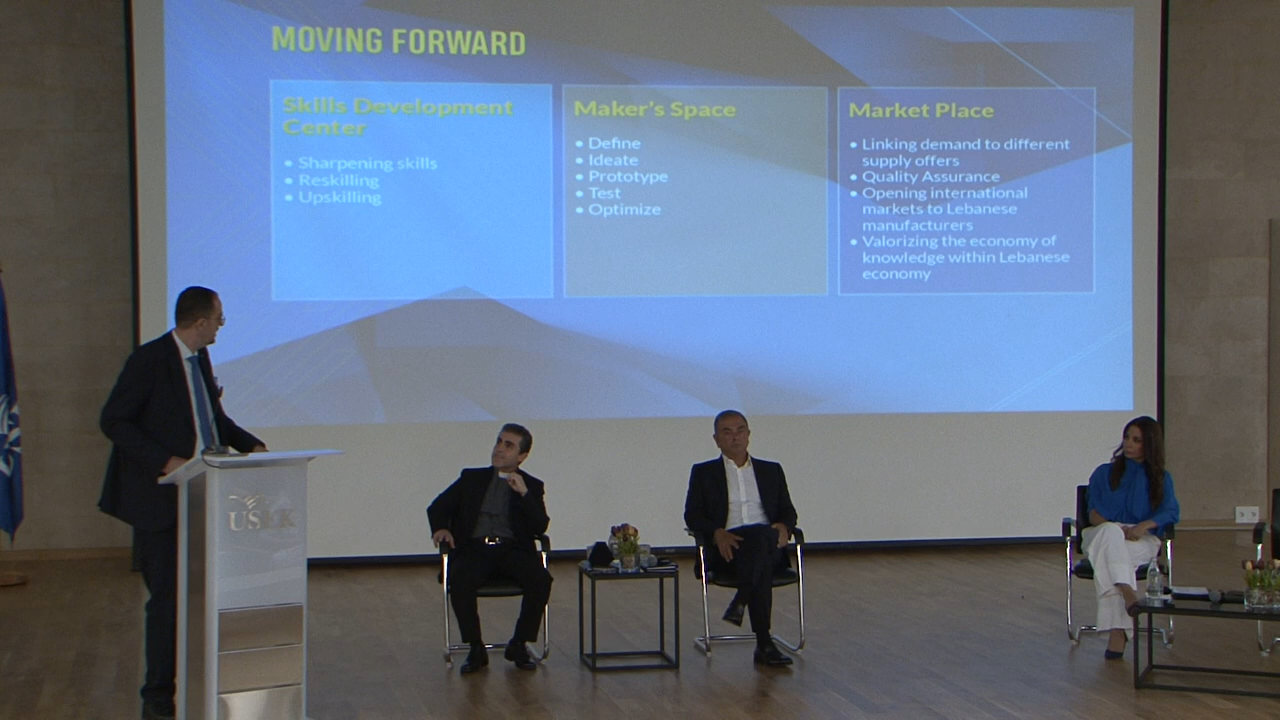 MOVING FORWARD
Skills Development
Center
• Sharpening skills
• Reskilling
• Upskilling
Maker's Space
• Define
• Ideate
• Prototype
• Test
• Optimize
Market Place
• Linking demand to different
supply offers
• Quality Assurance
• Opening international
markets to Lebanese
manufacturers
• Valorizing the economy of
knowledge within Lebanese
economy
USEK